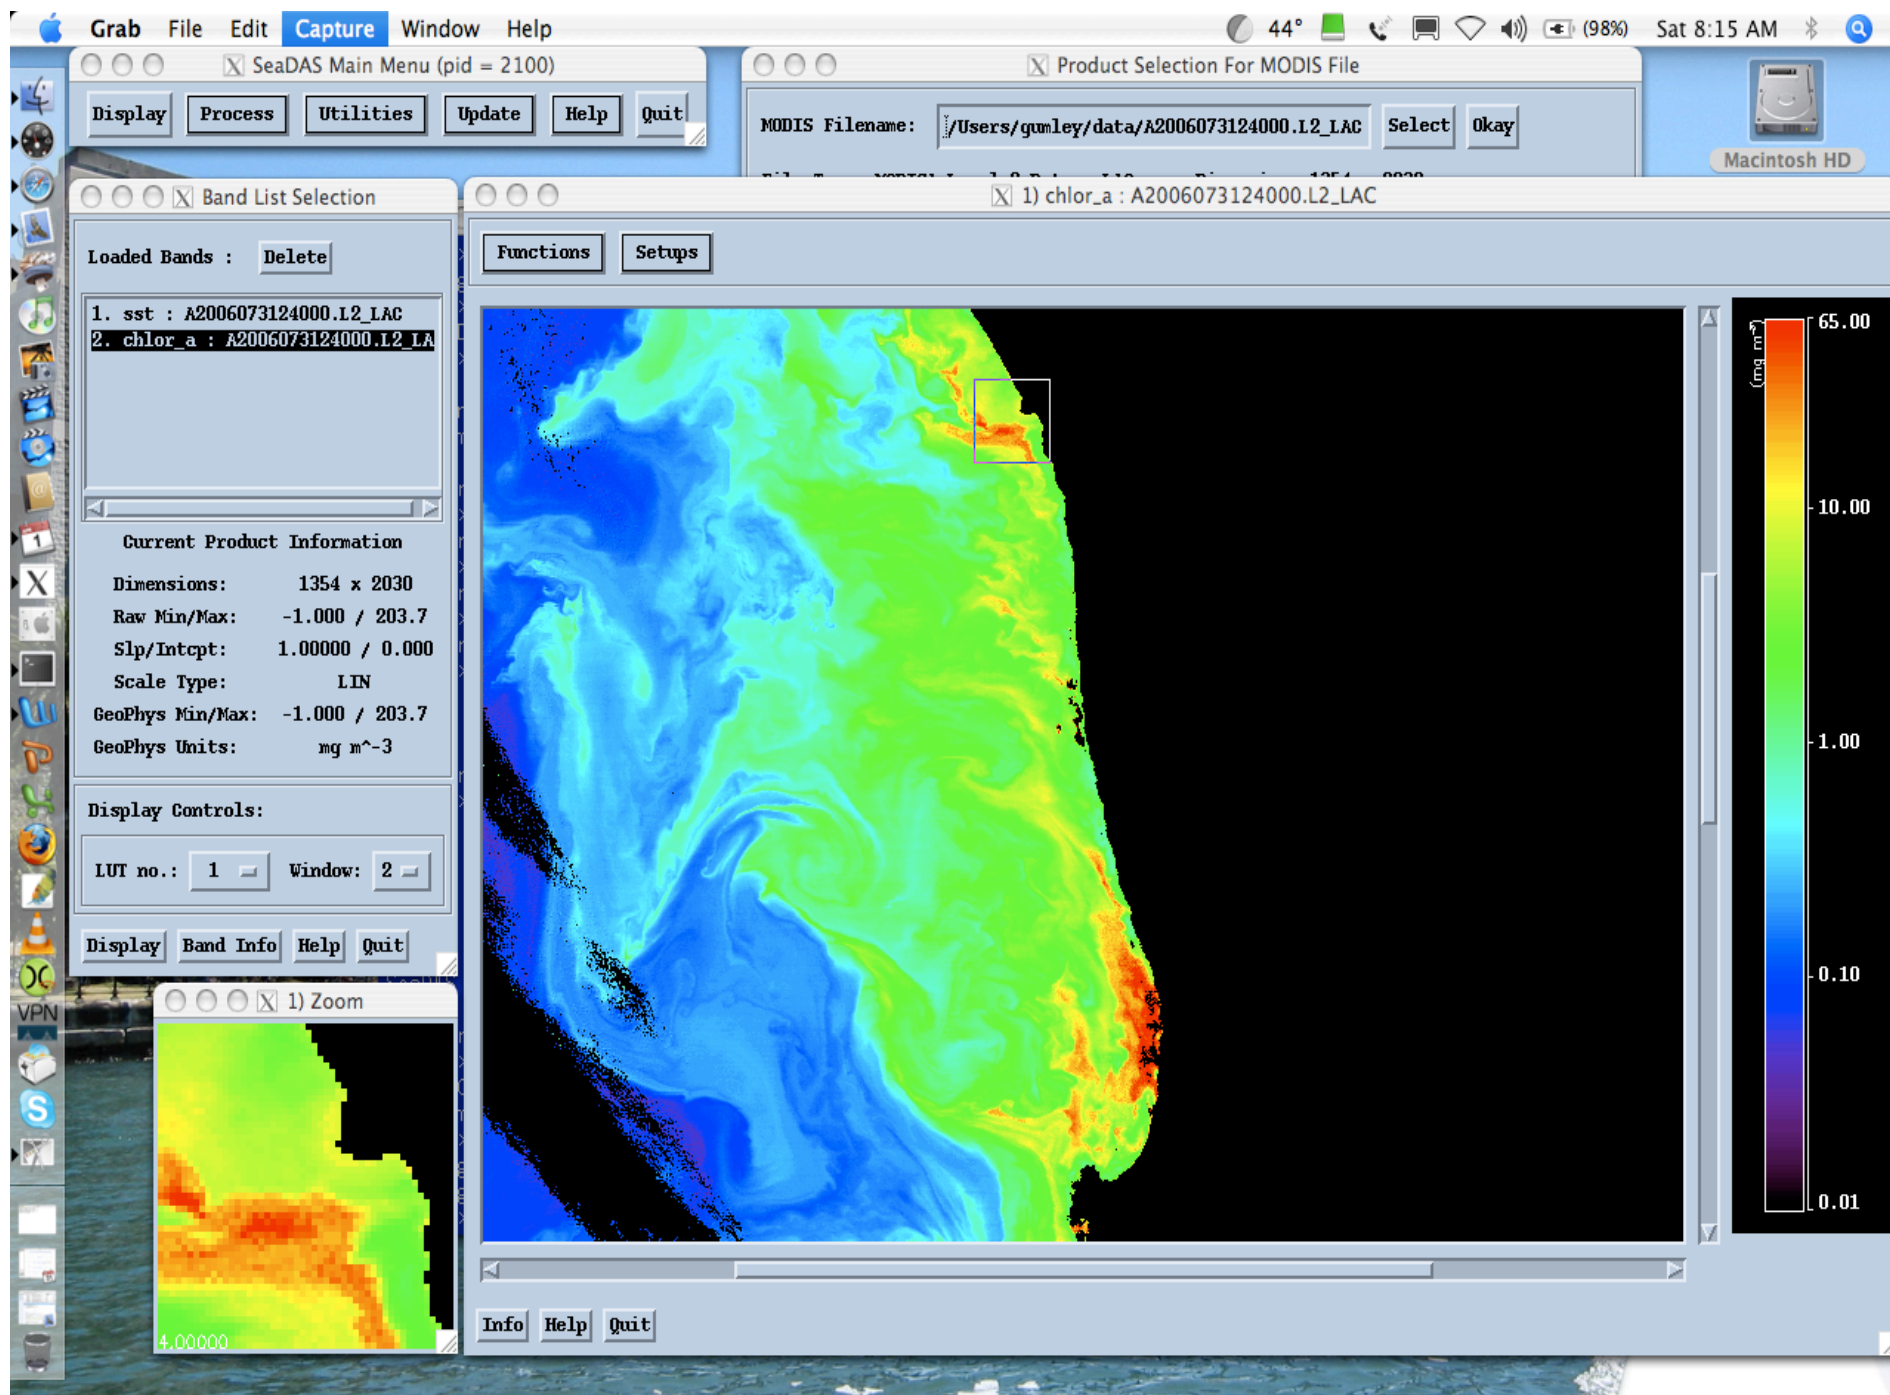 Grab File Edit Capture Window Help 44° (98%) Sat 8:15 AM
SeaDAS Main Menu (pid = 2100)
Display Process Utilities Update Help Quit
Product Selection For MODIS File
MODIS Filename: /Users/gumley/data/A2006073124000.L2_LAC Select Okay
Macintosh HD
Band List Selection
Loaded Bands : Delete
1. sst : A2006073124000.L2_LAC
2. chlor_a : A2006073124000.L2_LA
Current Product Information
Dimensions: 1354 x 2030
Raw Min/Max: -1.000 / 203.7
Slp/Intcpt: 1.00000 / 0.000
Scale Type: LIN
GeoPhys Min/Max: -1.000 / 203.7
GeoPhys Units: mg m^-3
Display Controls:
LUT no.: 1 Window: 2
Display Band Info Help Quit
1) chlor_a : A2006073124000.L2_LAC
Functions Setups
65.00
10.00
1.00
0.10
0.01
1) Zoom
4.00000
Info Help Quit
VPN